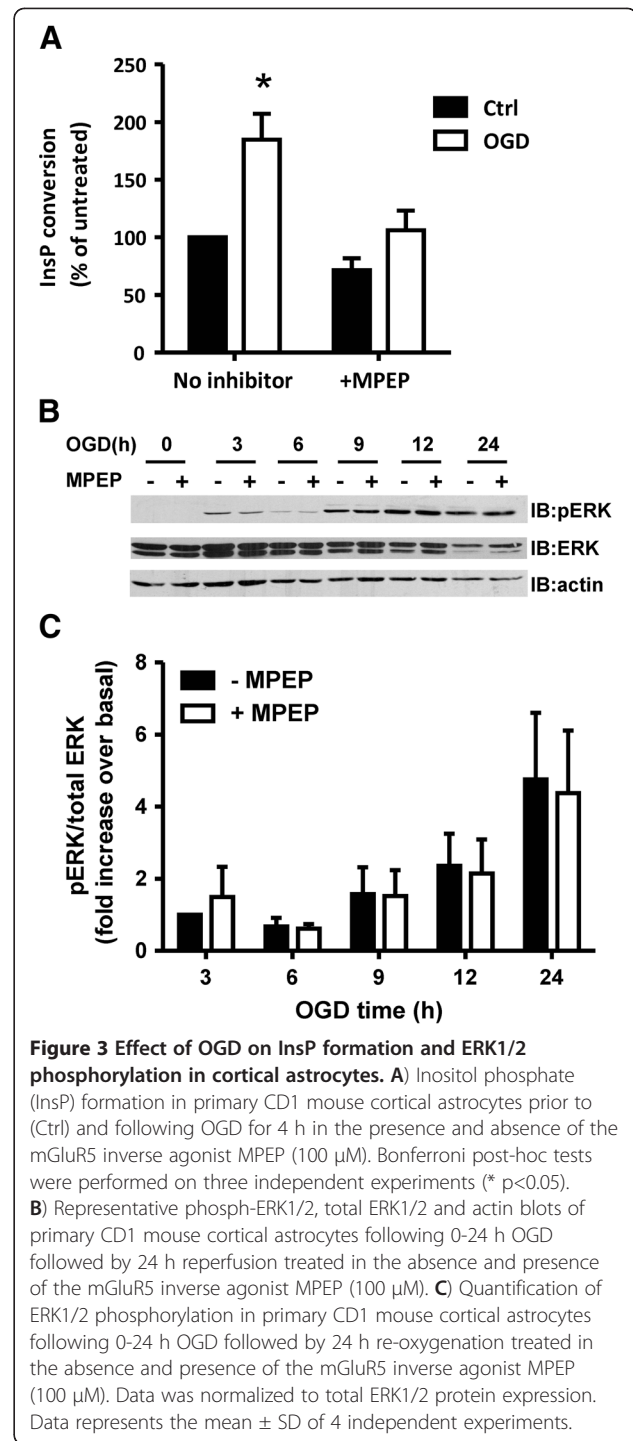 A
250
200
150
100
50
0
InsP conversion
(% of untreated)
*
Ctrl
OGD
No inhibitor +MPEP
B
OGD(h) 0 3 6 9 12 24
MPEP - + - + - + - + - + - +
IB:pERK
IB:ERK
IB:actin
C
8
6
4
2
0
pERK/total ERK
(fold increase over basal)
- MPEP
+ MPEP
3 6 9 12 24
OGD time (h)
Figure 3 Effect of OGD on InsP formation and ERK1/2
phosphorylation in cortical astrocytes. A) Inositol phosphate
(InsP) formation in primary CD1 mouse cortical astrocytes prior to
(Ctrl) and following OGD for 4 h in the presence and absence of the
mGluR5 inverse agonist MPEP (100 μM). Bonferroni post-hoc tests
were performed on three independent experiments (* p<0.05).
B) Representative phosph-ERK1/2, total ERK1/2 and actin blots of
primary CD1 mouse cortical astrocytes following 0-24 h OGD
followed by 24 h reperfusion treated in the absence and presence
of the mGluR5 inverse agonist MPEP (100 μM). C) Quantification of
ERK1/2 phosphorylation in primary CD1 mouse cortical astrocytes
following 0-24 h OGD followed by 24 h re-oxygenation treated in
the absence and presence of the mGluR5 inverse agonist MPEP
(100 μM). Data was normalized to total ERK1/2 protein expression.
Data represents the mean ± SD of 4 independent experiments.